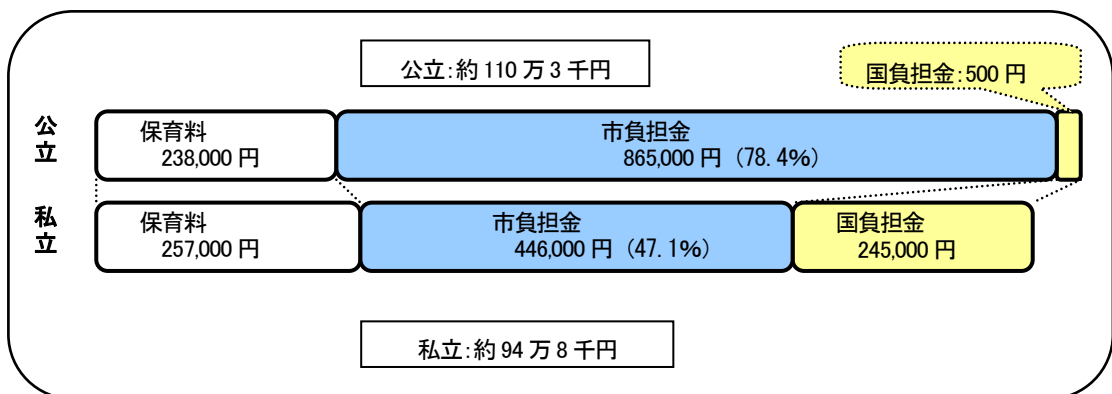 公立：約 110 万 3 千円
国負担金：500 円
公立
保育料
238,000 円
市負担金
865,000 円（78.4%）
私立
保育料
257,000 円
市負担金
446,000 円（47.1%）
国負担金
245,000 円
私立：約 94 万 8 千円